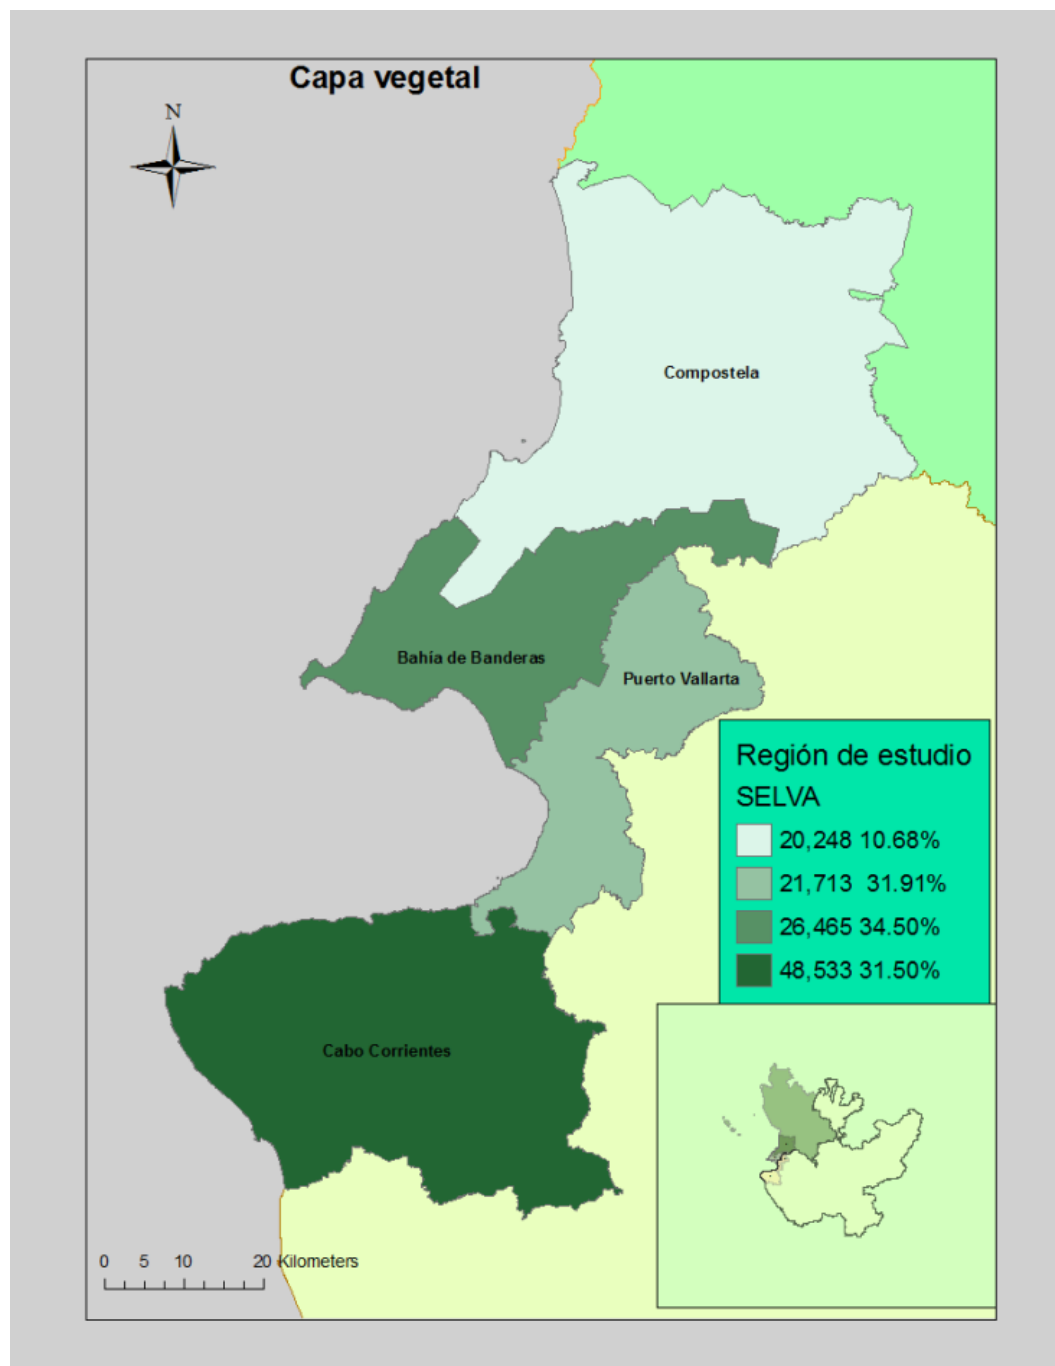 Capa vegetal
N
Compostela
Bahía de Banderas
Puerto Vallarta
Región de estudio
SELVA
20,248 10.68%
21,713 31.91%
26,465 34.50%
48,533 31.50%
Cabo Corrientes
0 5 10 20 Kilometers